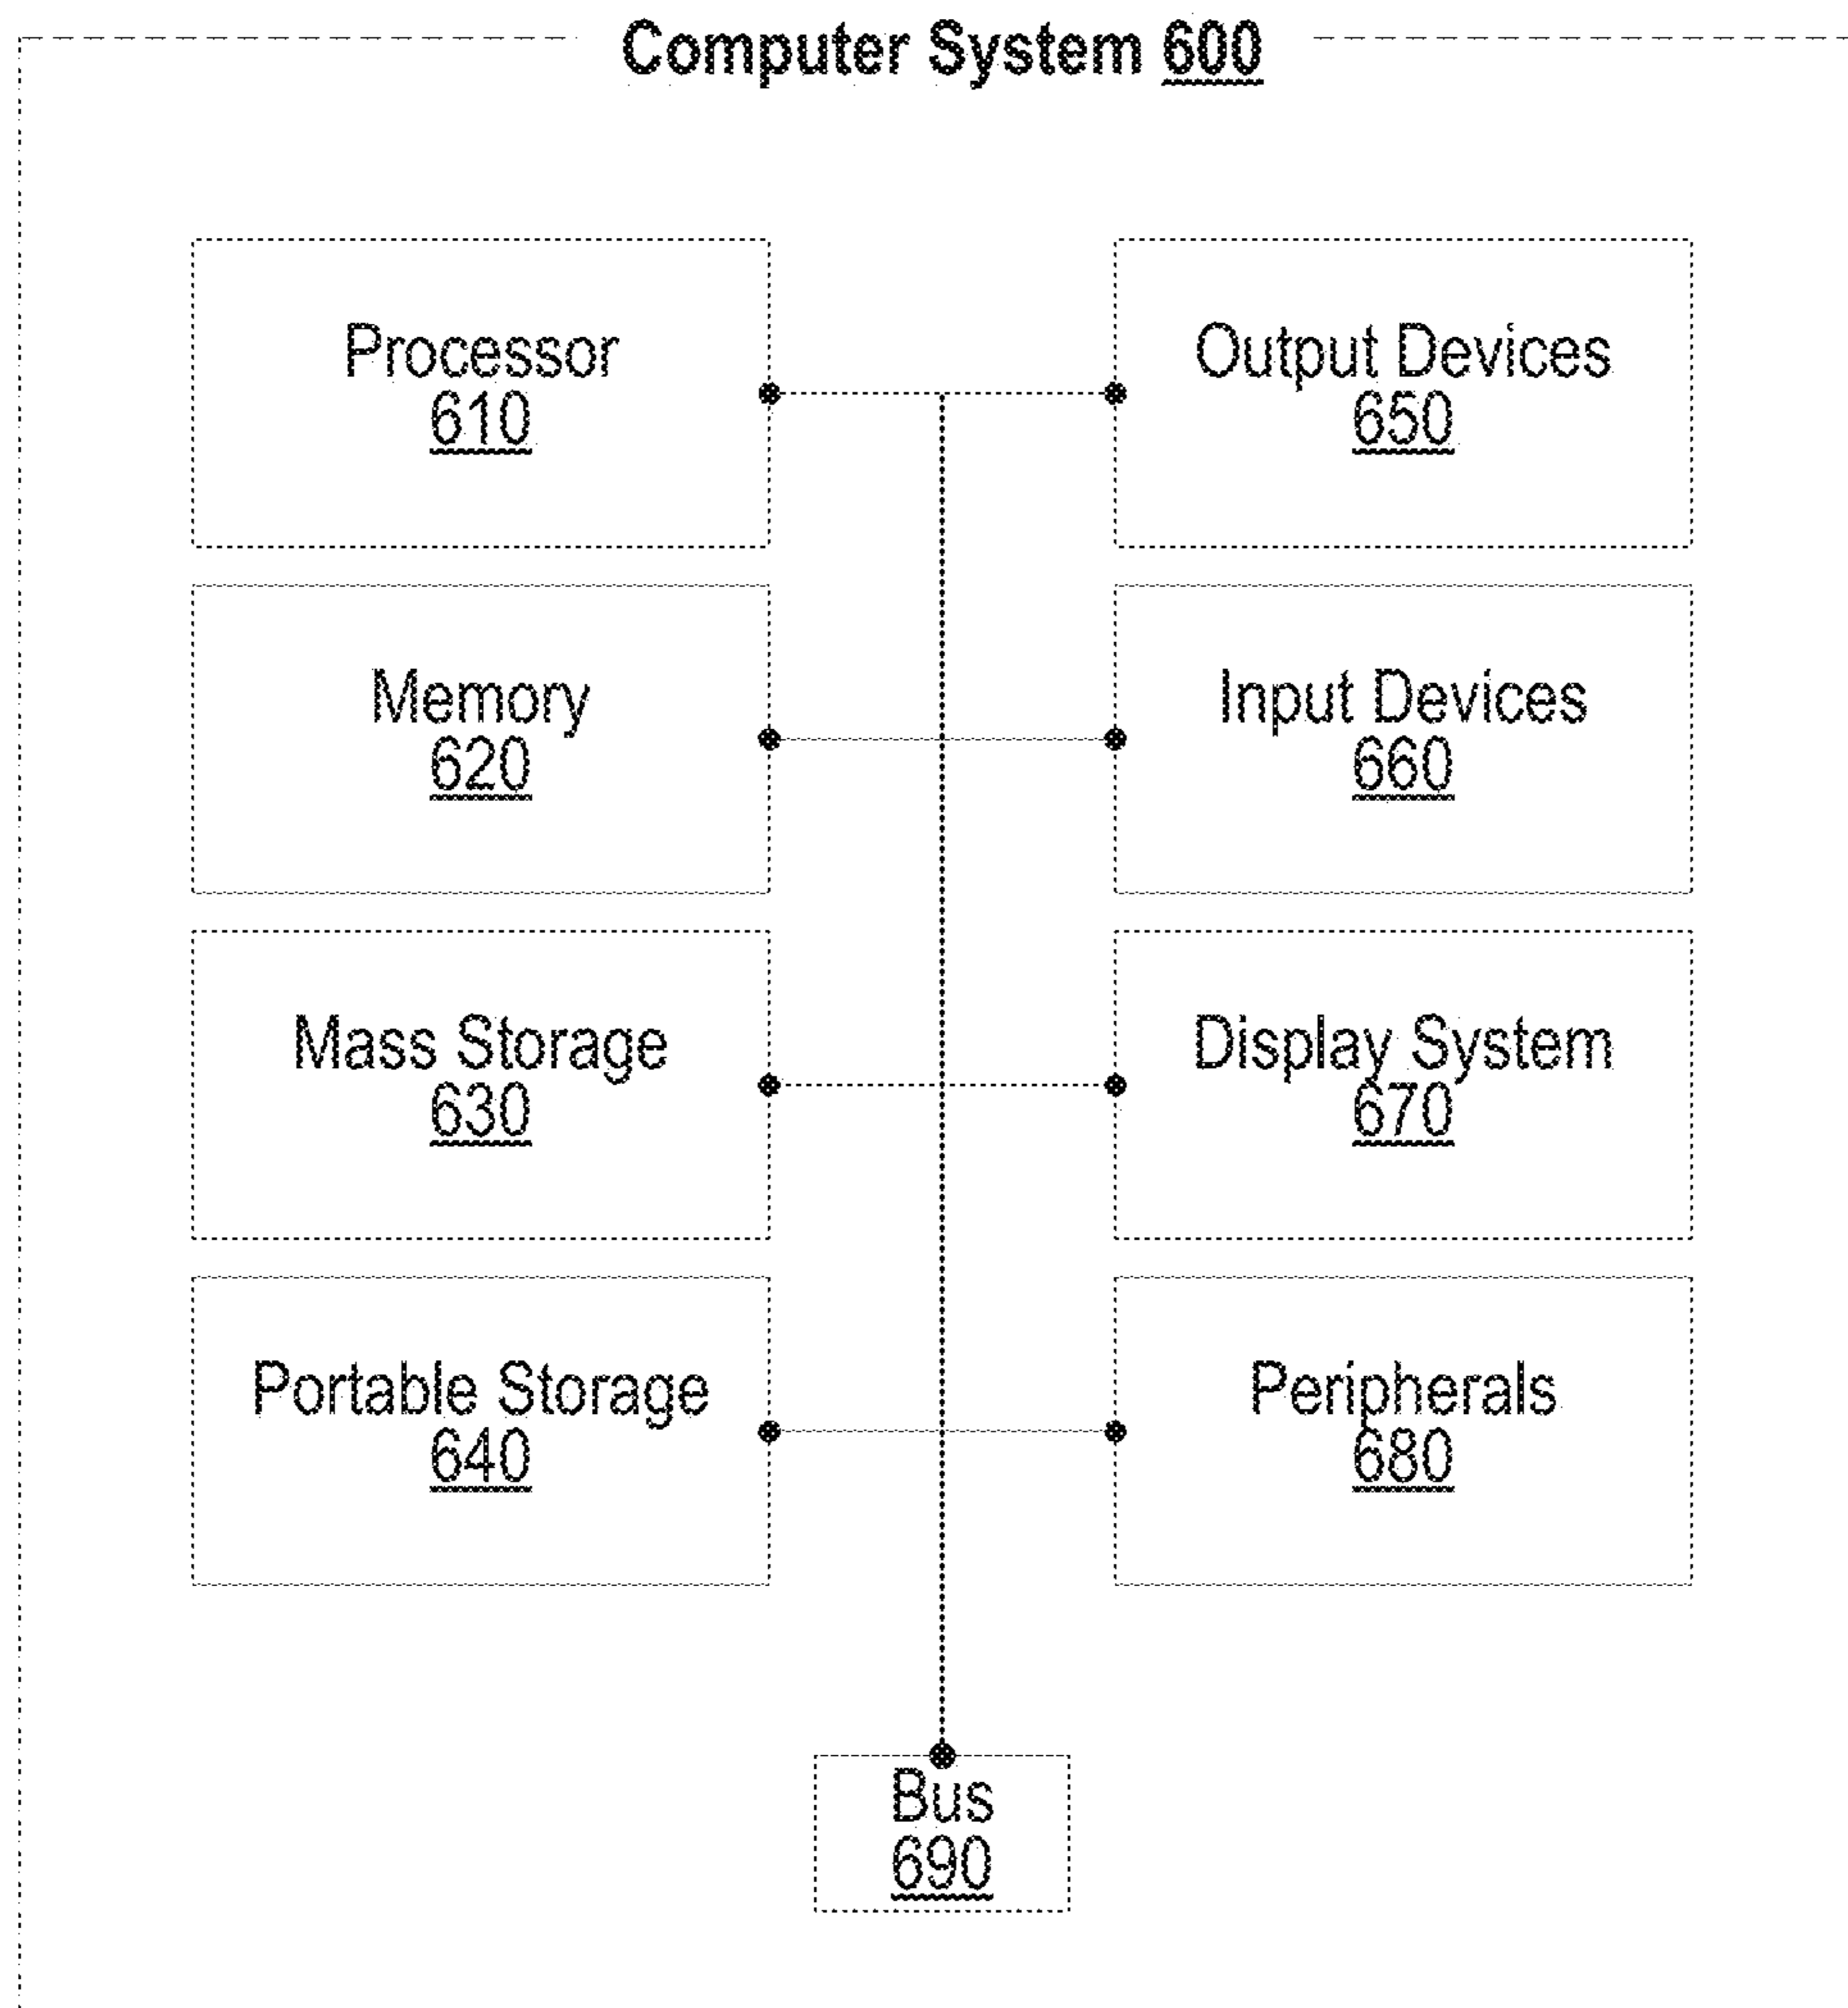 Computer System 600
Processor
610
Output Devices
650
Memory
620
Input Devices
660
Mass Storage
630
Display System
670
Portable Storage
640
Peripherals
680
Bus
690